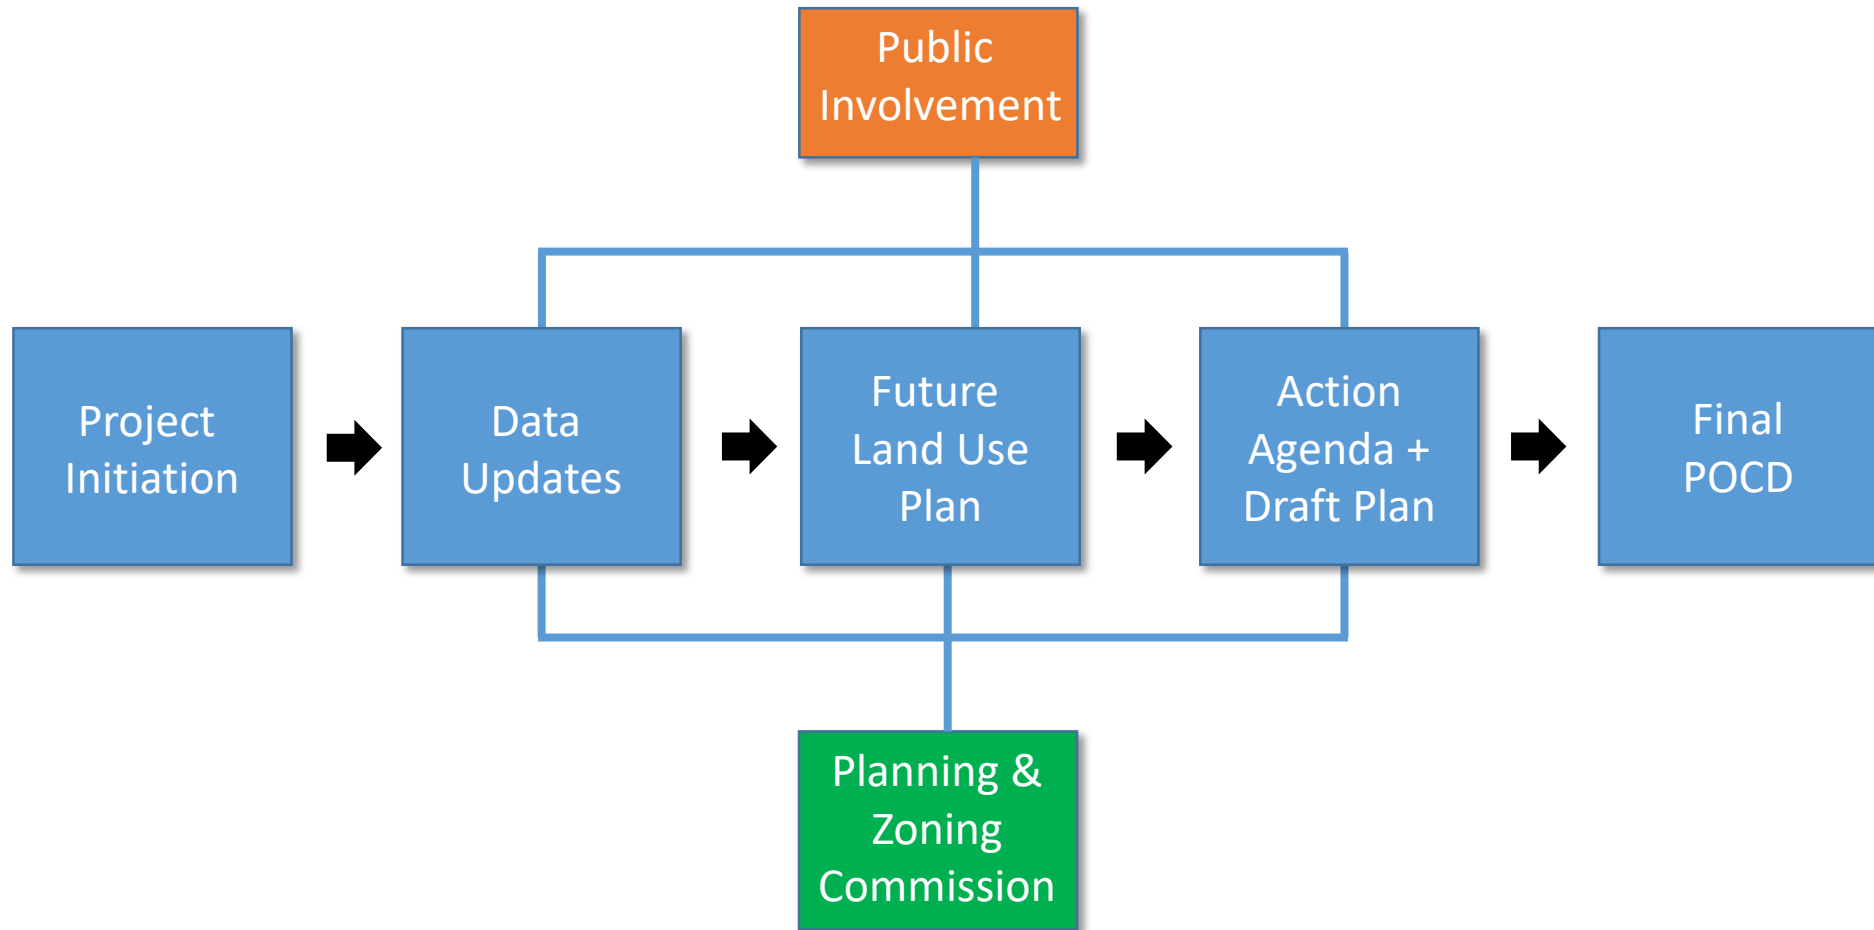 Public
Involvement
Project
Initiation
Data
Updates
Future
Land Use
Plan
Action
Agenda +
Draft Plan
Final
POCD
Planning &
Zoning
Commission